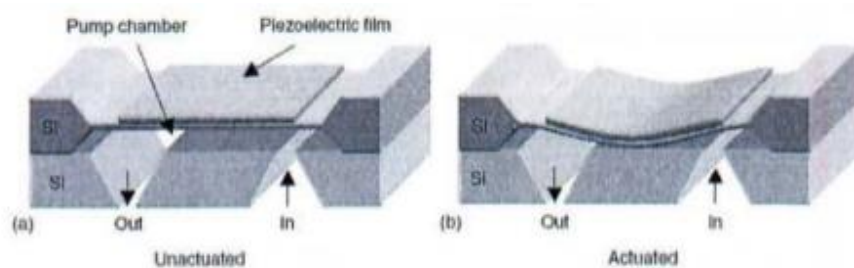 Pump chamber
Piezoelectric film
Si
Si
(a)
Out
In
Unactuated
Si
Si
(b)
Out
In
Actuated